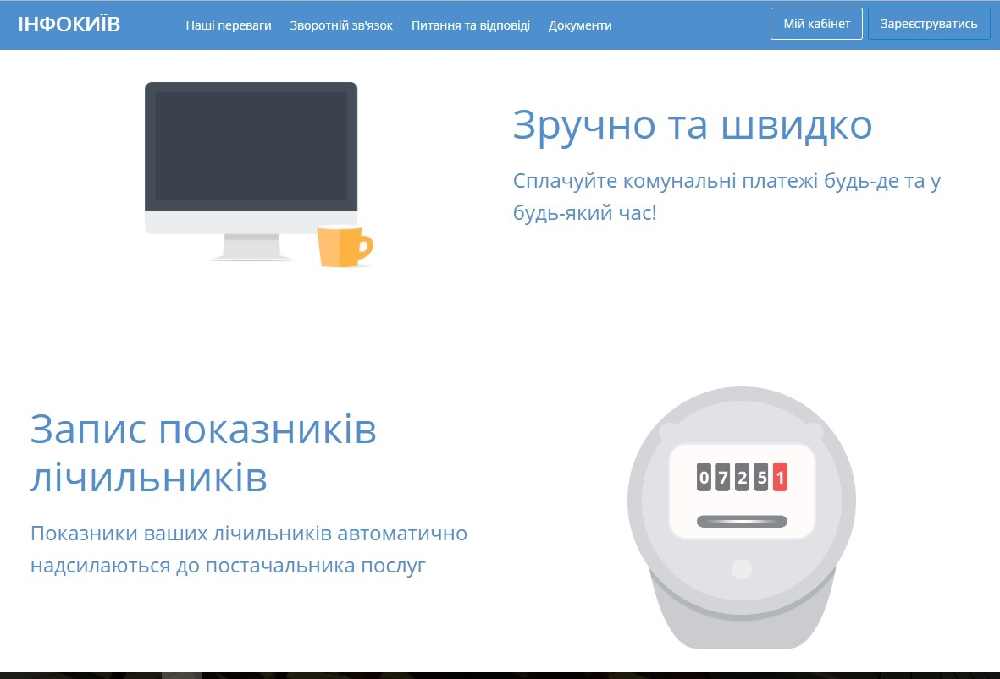 ІНФОКИЇВ
Наші переваги
Зворотній зв'язок
Питання та відповіді
Документи
Мій кабінет
Зареєструватись
Зручно та швидко
Сплачуйте комунальні платежі будь-де та у
будь-який час!
Запис показників
лічильників
Показники ваших лічильників автоматично
надсилаються до постачальника послуг
07251